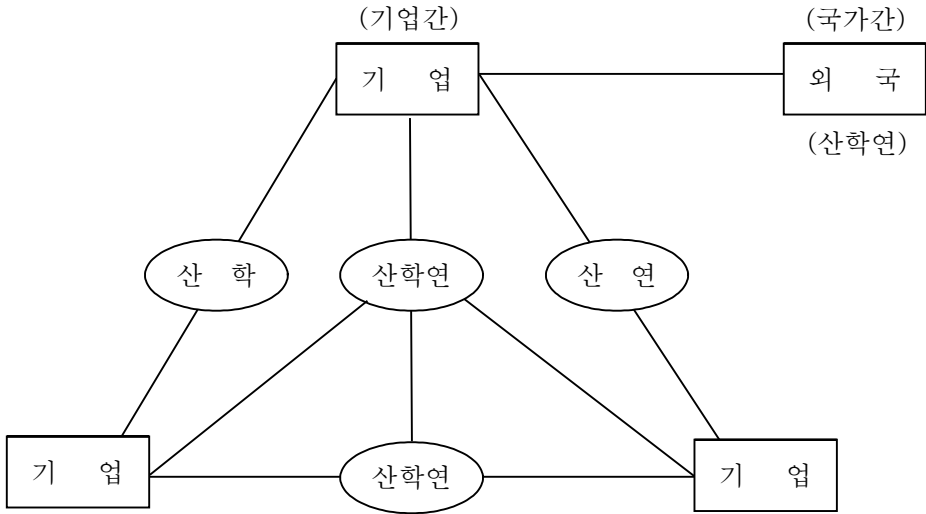 (기업간)
(국가간)
기 업
외 국
(산학연)
산 학
산학연
산 연
기 업
산학연
기 업